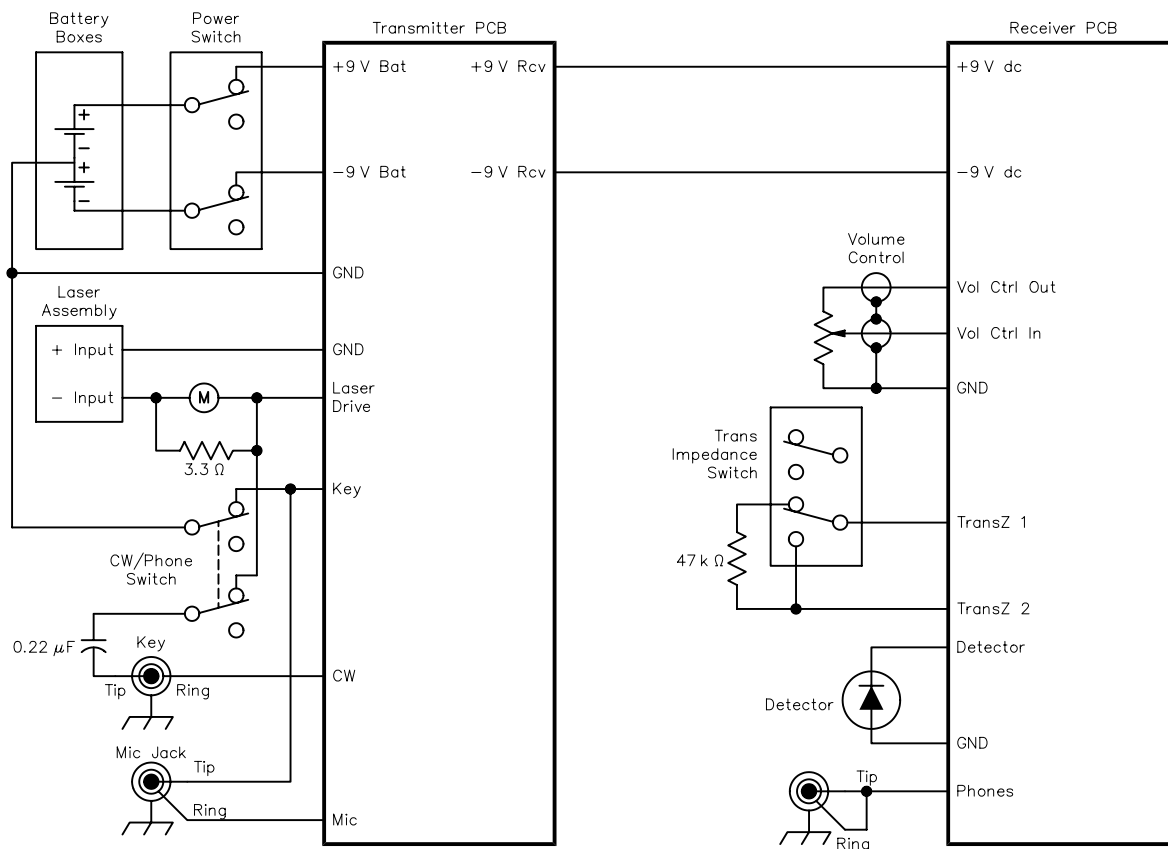 Battery
Boxes
Power
Switch
Transmitter PCB
Receiver PCB
+9 V Bat
+9 V Rcv
+9 V dc
+
−
+
−
−9 V Bat
−9 V Rcv
−9 V dc
Volume
Control
GND
Vol Ctrl Out
Laser
Assembly
Vol Ctrl In
+ Input
GND
GND
− Input
M
Laser
Drive
3.3 Ω
Trans
Impedance
Switch
Key
TransZ 1
CW/Phone
Switch
47 k Ω
TransZ 2
0.22 µF
Key
Detector
Tip
Ring
CW
Detector
GND
Mic Jack
Tip
Ring
Mic
Tip
Phones
Ring